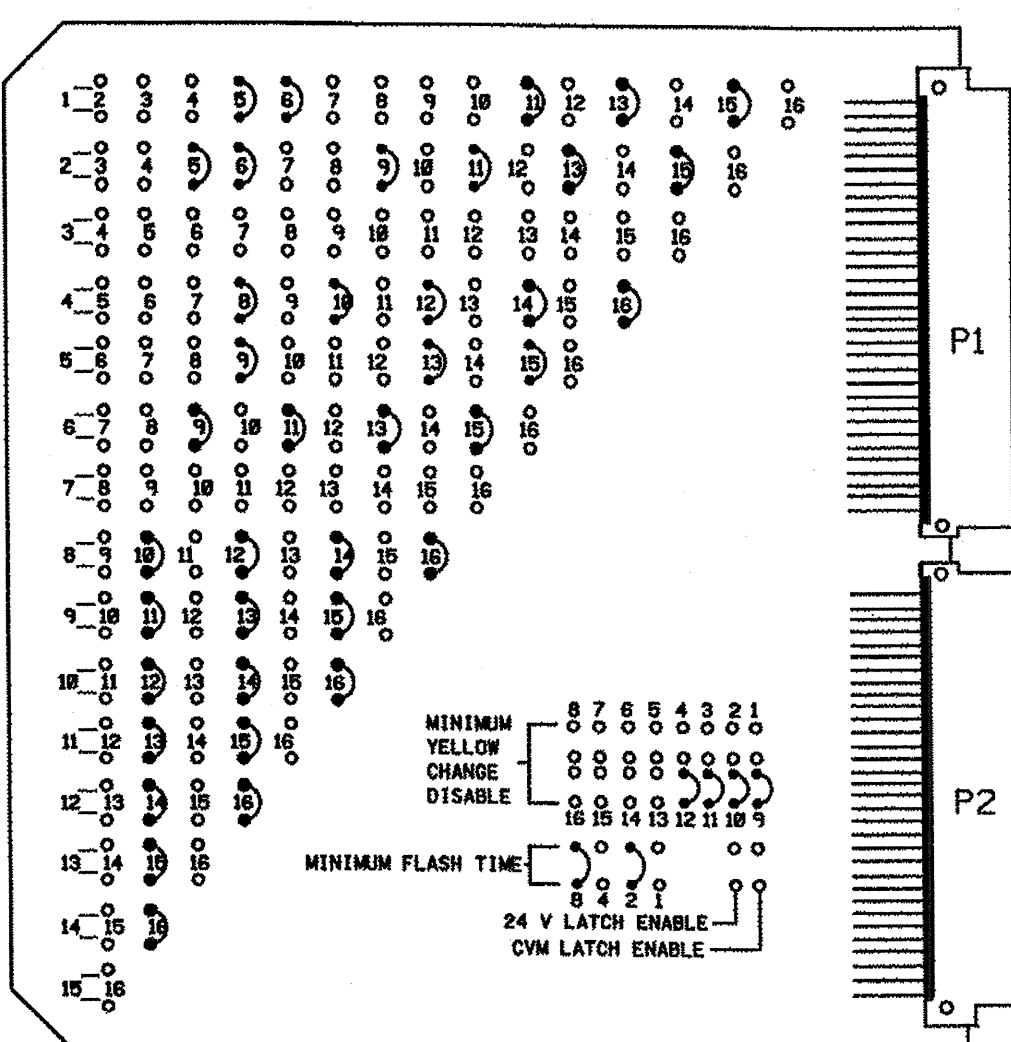 1 2 3 4 5 6 7 8 9 10 11 12 13 14 15 16
2 3 4 5 6 7 8 9 10 11 12 13 14 15 16
3 4 5 6 7 8 9 10 11 12 13 14 15 16
4 5 6 7 8 9 10 11 12 13 14 15 16
P1
5 6 7 8 9 10 11 12 13 14 15 16
6 7 8 9 10 11 12 13 14 15 16
7 8 9 10 11 12 13 14 15 16
8 9 10 11 12 13 14 15 16
9 10 11 12 13 14 15 16
10 11 12 13 14 15 16
11 12 13 14 15 16
12 13 14 15 16
13 14 15 16
14 15 16
15 16
8 7 6 5 4 3 2 1
MINIMUM
YELLOW
CHANGE
DISABLE
16 15 14 13 12 11 10 9
P2
MINIMUM FLASH TIME
8 4 2 1
24 V LATCH ENABLE
CVM LATCH ENABLE